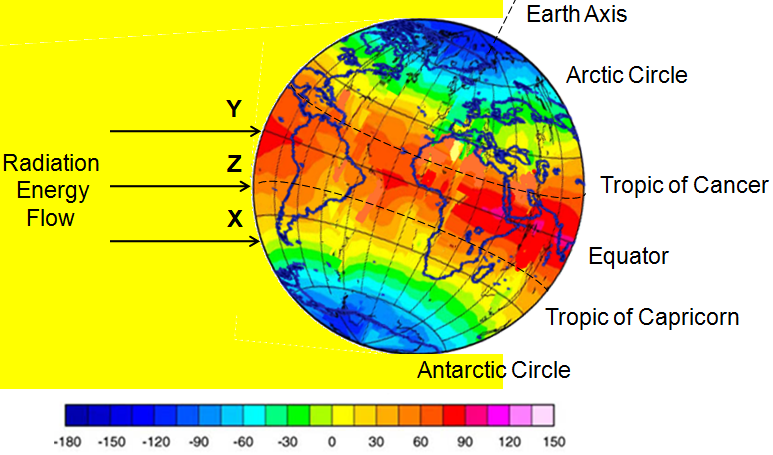 Earth Axis
Arctic Circle
Y
Radiation
Energy
Flow
Z
Tropic of Cancer
X
Equator
Tropic of Capricorn
Antarctic Circle
-180 -150 -120 -90 -60 -30 0 30 60 90 120 150